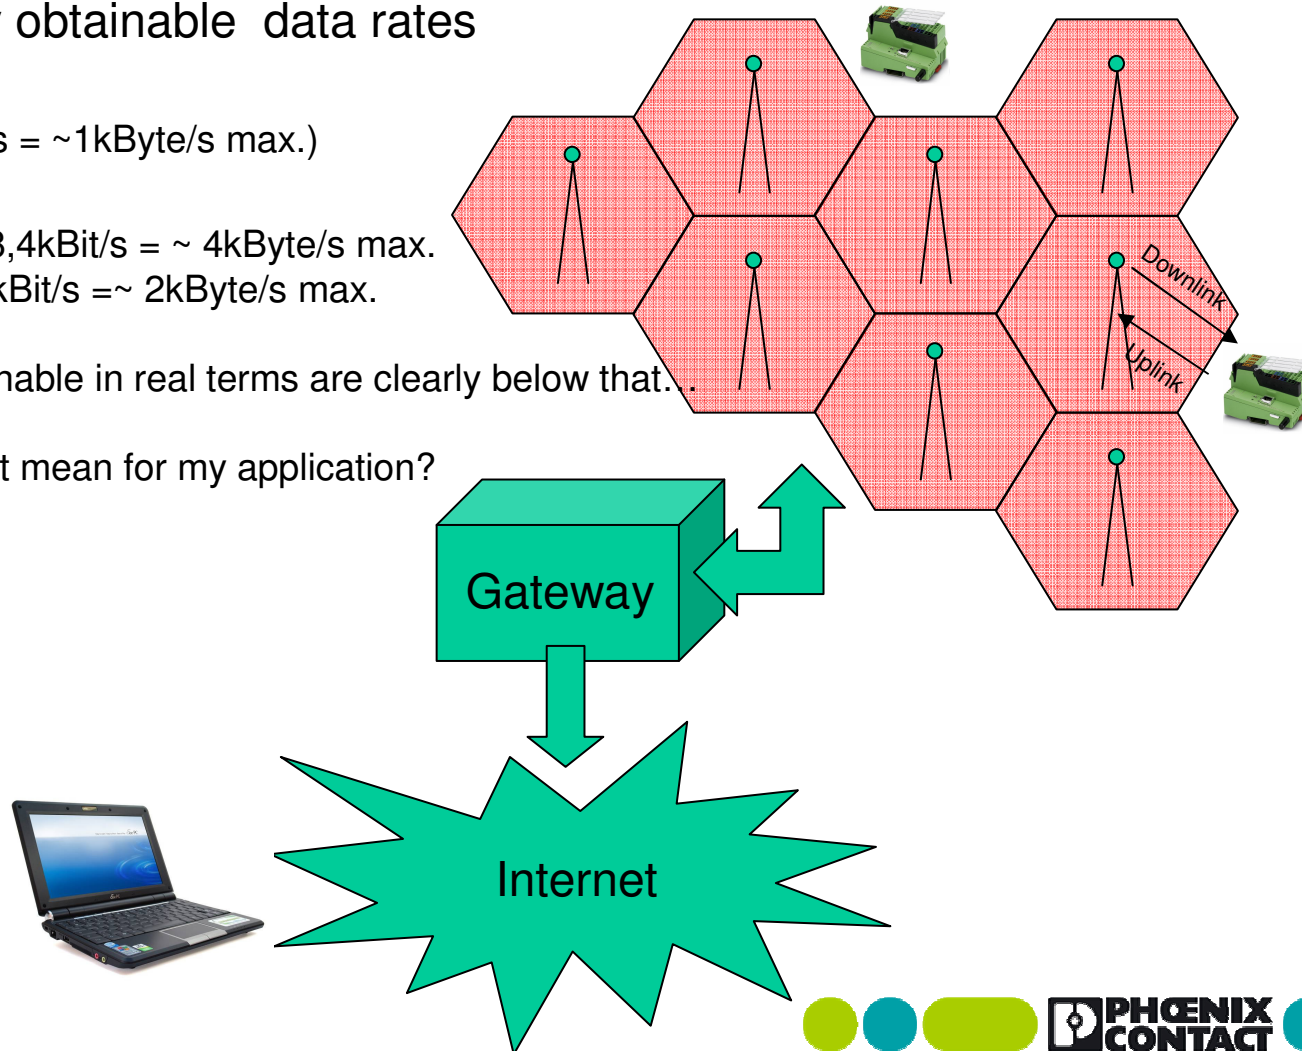 obtainable data rates
s = ~1kByte/s max.)
3,4kBit/s = ~ 4kByte/s max.
kBit/s =~ 2kByte/s max.
nable in real terms are clearly below that...
t mean for my application?
Downlink
Uplink
Gateway
Internet
PHŒNIX
CONTACT